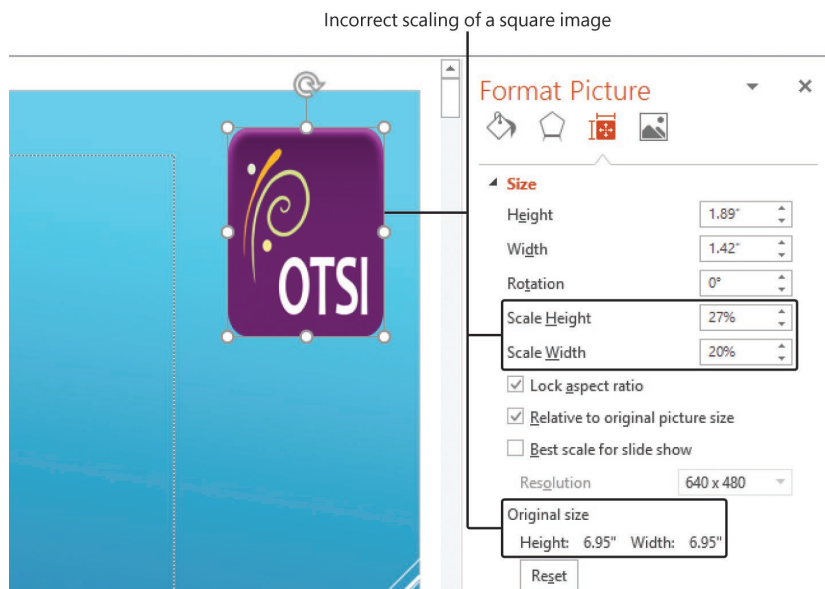 Incorrect scaling of a square image
Format Picture
OTSI
Size
Height 1.89"
Width 1.42"
Rotation 0°
Scale Height 27%
Scale Width 20%
Lock aspect ratio
Relative to original picture size
Best scale for slide show
Resolution 640 x 480
Original size
Height: 6.95" Width: 6.95"
Reset